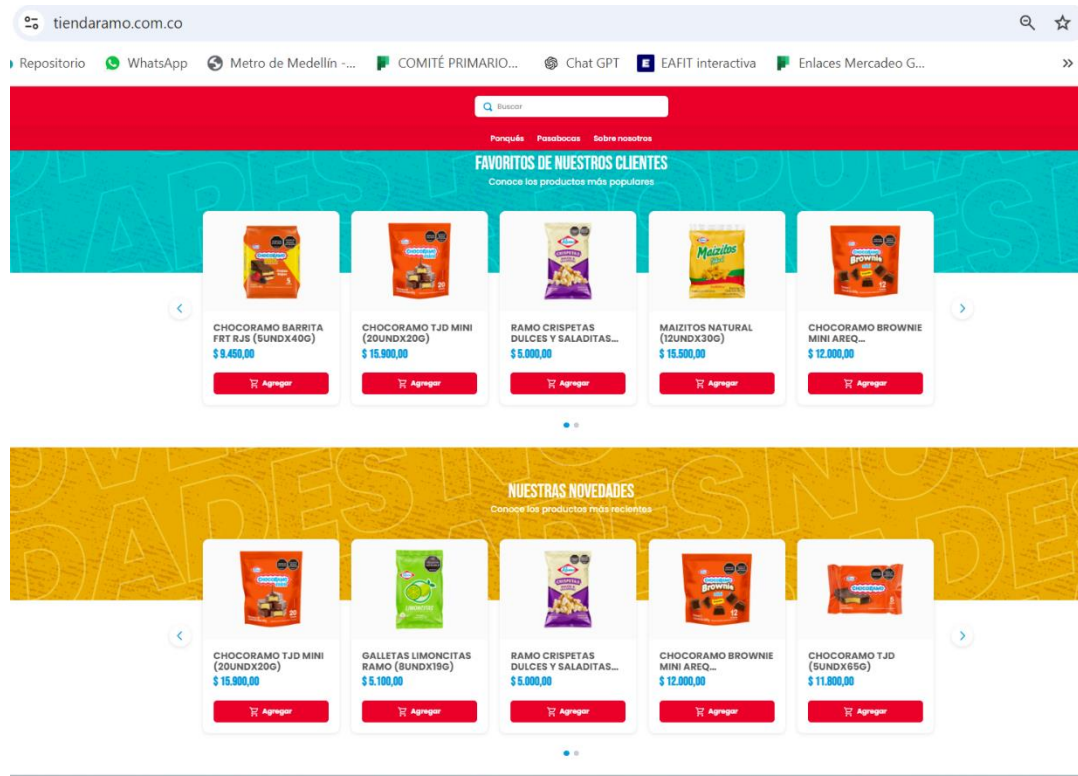 tiendaramo.com.co
Repositorio WhatsApp Metro de Medellín -... COMITÉ PRIMARIO... Chat GPT EAFIT interactiva Enlaces Mercadeo G... »
Buscar
Ponqués Pasabocas Sobre nosotros
FAVORITOS DE NUESTROS CLIENTES
Conoce los productos más populares
CHOCORAMO BARRITA
FRT RJS (5UNDX40G)
$ 9.450,00
Agregar
CHOCORAMO TJD MINI
(20UNDX20G)
$ 15.900,00
Agregar
RAMO CRISPETAS
DULCES Y SALADITAS...
$ 5.000,00
Agregar
Maizitos
MAIZITOS NATURAL
(12UNDX30G)
$ 15.500,00
Agregar
Brownie
CHOCORAMO BROWNIE
MINI AREQ...
$ 12.000,00
Agregar
NUESTRAS NOVEDADES
Conoce los productos más recientes
CHOCORAMO TJD MINI
(20UNDX20G)
$ 15.900,00
Agregar
LIMONCITAS
GALLETAS LIMONCITAS
RAMO (8UNDX19G)
$ 5.100,00
Agregar
RAMO CRISPETAS
DULCES Y SALADITAS...
$ 5.000,00
Agregar
Brownie
CHOCORAMO BROWNIE
MINI AREQ...
$ 12.000,00
Agregar
CHOCORAMO TJD
(5UNDX65G)
$ 11.800,00
Agregar